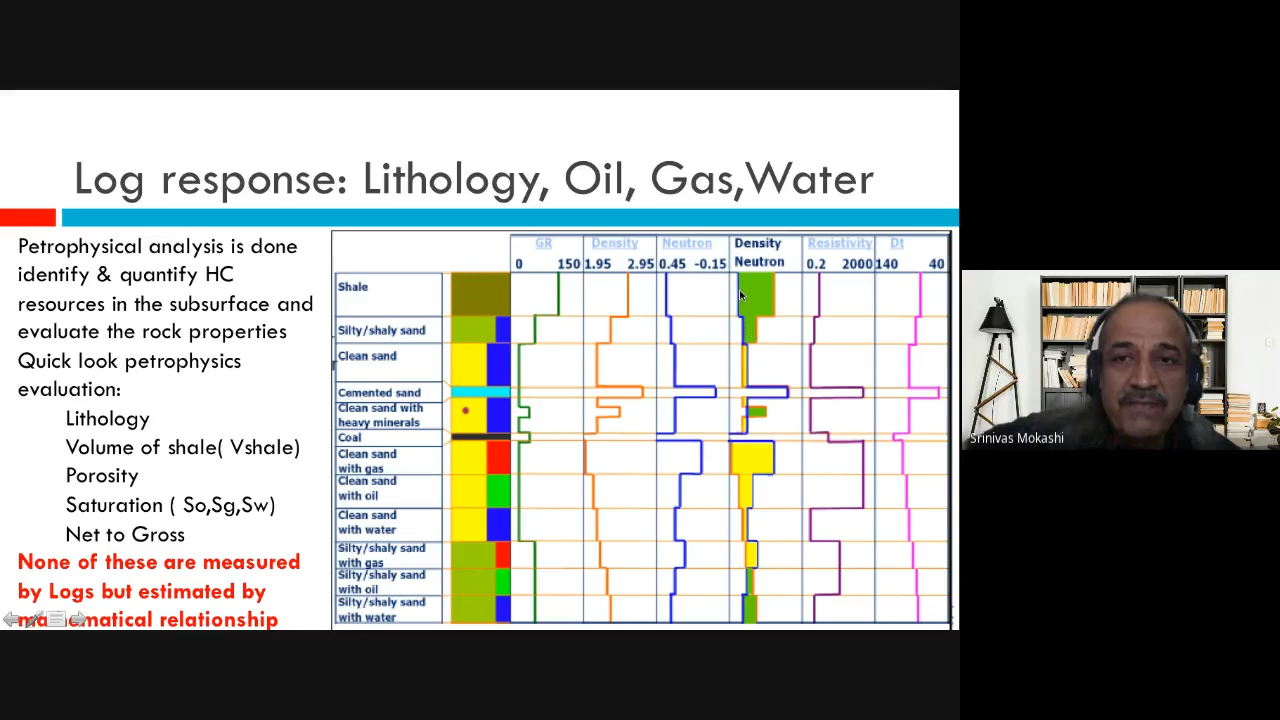 Log response: Lithology, Oil, Gas,Water
Petrophysical analysis is done
identify & quantify HC
resources in the subsurface and
evaluate the rock properties
Quick look petrophysics
evaluation:
Lithology
Volume of shale( Vshale)
Porosity
Saturation ( So,Sg,Sw)
Net to Gross
None of these are measured
by Logs but estimated by
relationship
GR Density Neutron Density Resistivity Dt
Neutron
0 150 1.95 2.95 0.45 -0.15 0.2 2000 140 40
Shale
Silty/shaly sand
Clean sand
Cemented sand
Clean sand with
heavy minerals
Coal
Clean sand
with gas
Clean sand
with oil
Clean sand
with water
Silty/shaly sand
with gas
Silty/shaly sand
with oil
Silty/shaly sand
with water
Srinivas Mokashi